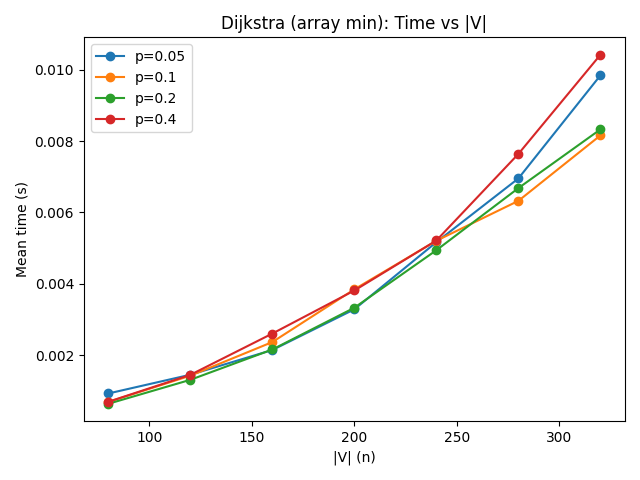 Dijkstra (array min): Time vs |V|
p=0.05
p=0.1
p=0.2
p=0.4
Mean time (s)
0.010
0.008
0.006
0.004
0.002
100
150
200
250
300
|V| (n)